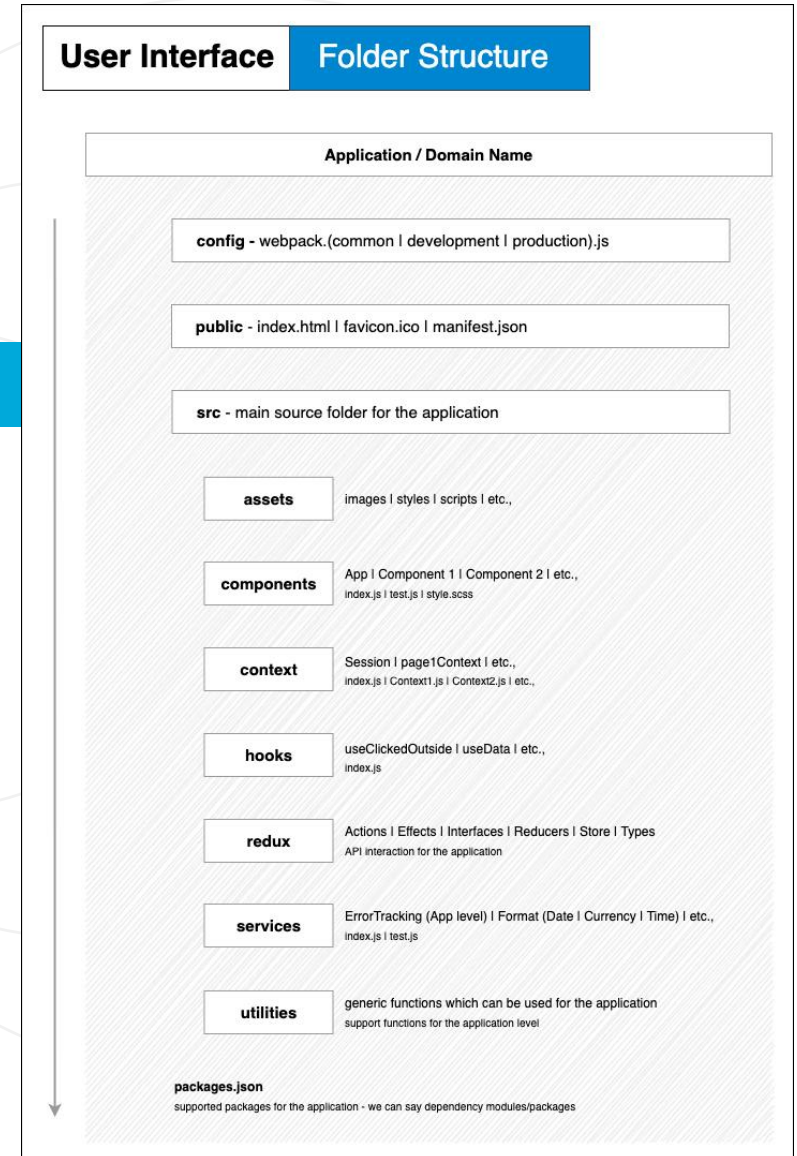 User Interface Folder Structure
Application / Domain Name
config - webpack.(common | development | production).js
public - index.html | favicon.ico | manifest.json
src - main source folder for the application
assets
images | styles | scripts | etc.,
components
App | Component 1 | Component 2 | etc.,
index.js | test.js | style.scss
context
Session | page1Context | etc.,
index.js | Context1.js | Context2.js | etc.,
hooks
useClickedOutside | useData | etc.,
index.js
redux
Actions | Effects | Interfaces | Reducers | Store | Types
API interaction for the application
services
ErrorTracking (App level) | Format (Date | Currency | Time) | etc.,
index.js | test.js
utilities
generic functions which can be used for the application
support functions for the application level
packages.json
supported packages for the application - we can say dependency modules/packages